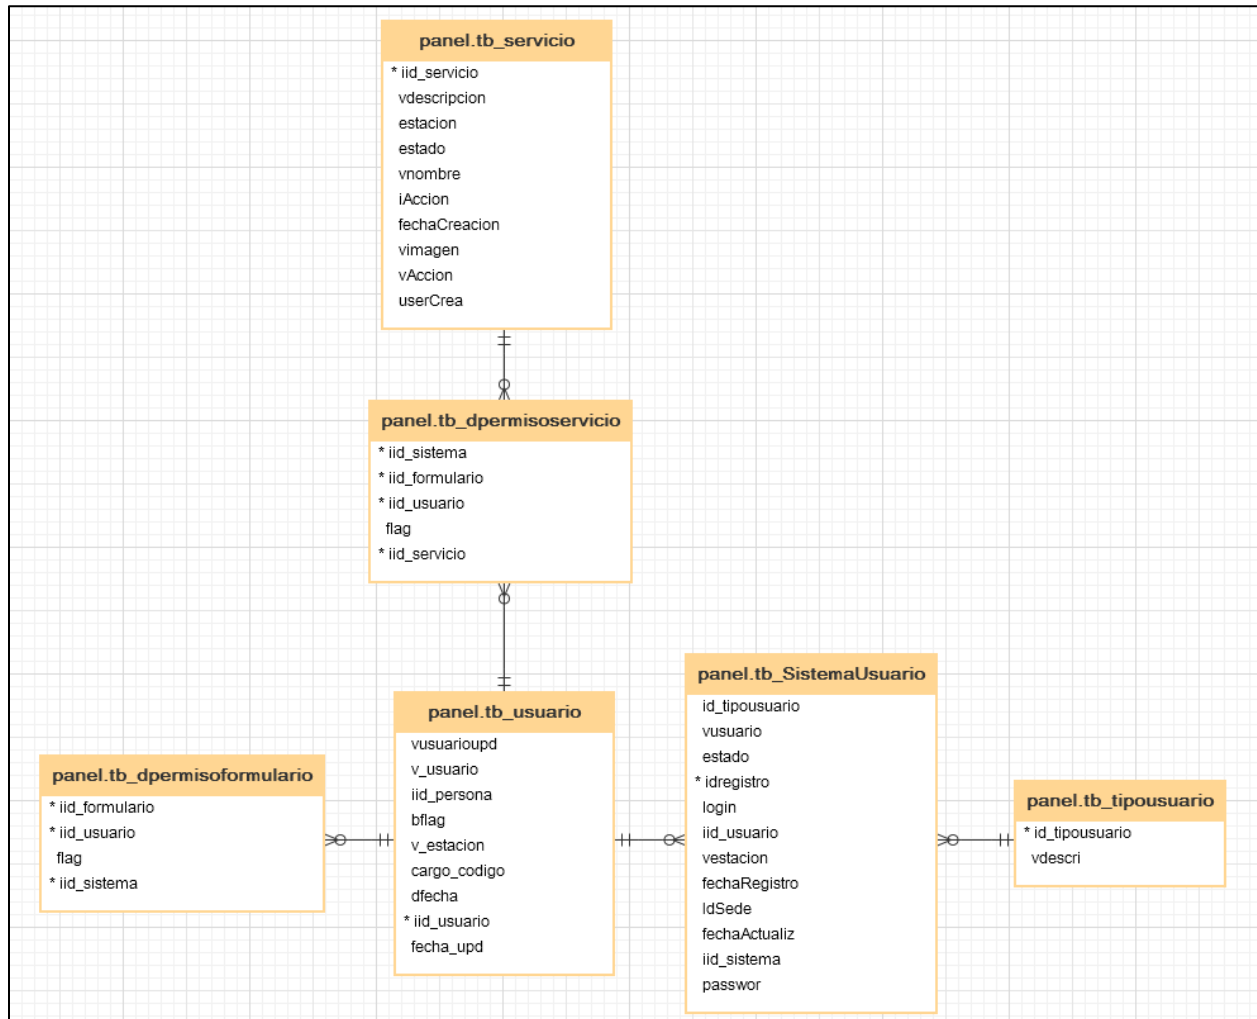 panel.tb_servicio
* iid_servicio
vdescripcion
estacion
estado
vnombre
iAccion
fechaCreacion
vimagen
vAccion
userCrea
panel.tb_dpermisoservicio
* iid_sistema
* iid_formulario
* iid_usuario
flag
* iid_servicio
panel.tb_dpermisoformulario
* iid_formulario
* iid_usuario
flag
* iid_sistema
panel.tb_usuario
vusuarioupd
v_usuario
iid_persona
bflag
v_estacion
cargo_codigo
dfecha
* iid_usuario
fecha_upd
panel.tb_SistemaUsuario
id_tipousuario
vusuario
estado
* idregistro
login
iid_usuario
vestacion
fechaRegistro
IdSede
fechaActualiz
iid_sistema
passwor
panel.tb_tipousuario
* id_tipousuario
vdescri